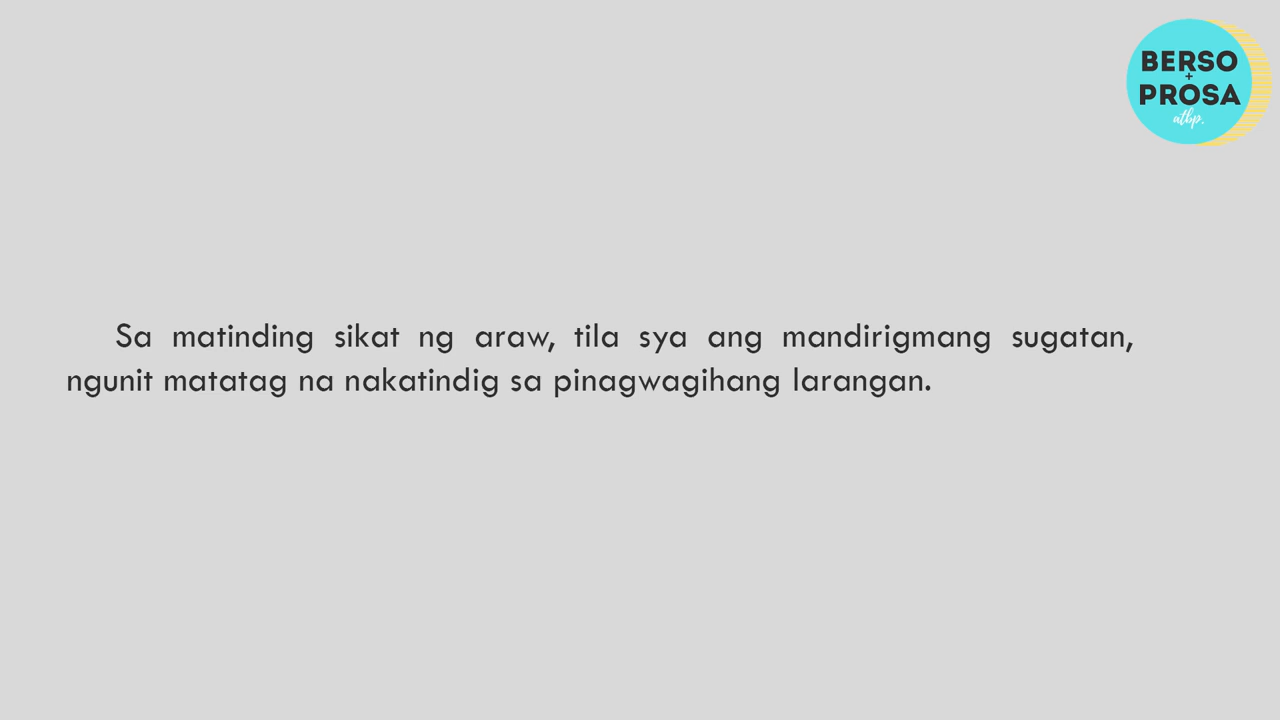 BERSO
+
PROSA
atbp.
Sa matinding sikat ng araw, tila sya ang mandirigmang sugatan,
ngunit matatag na nakatindig sa pinagwagihang larangan.